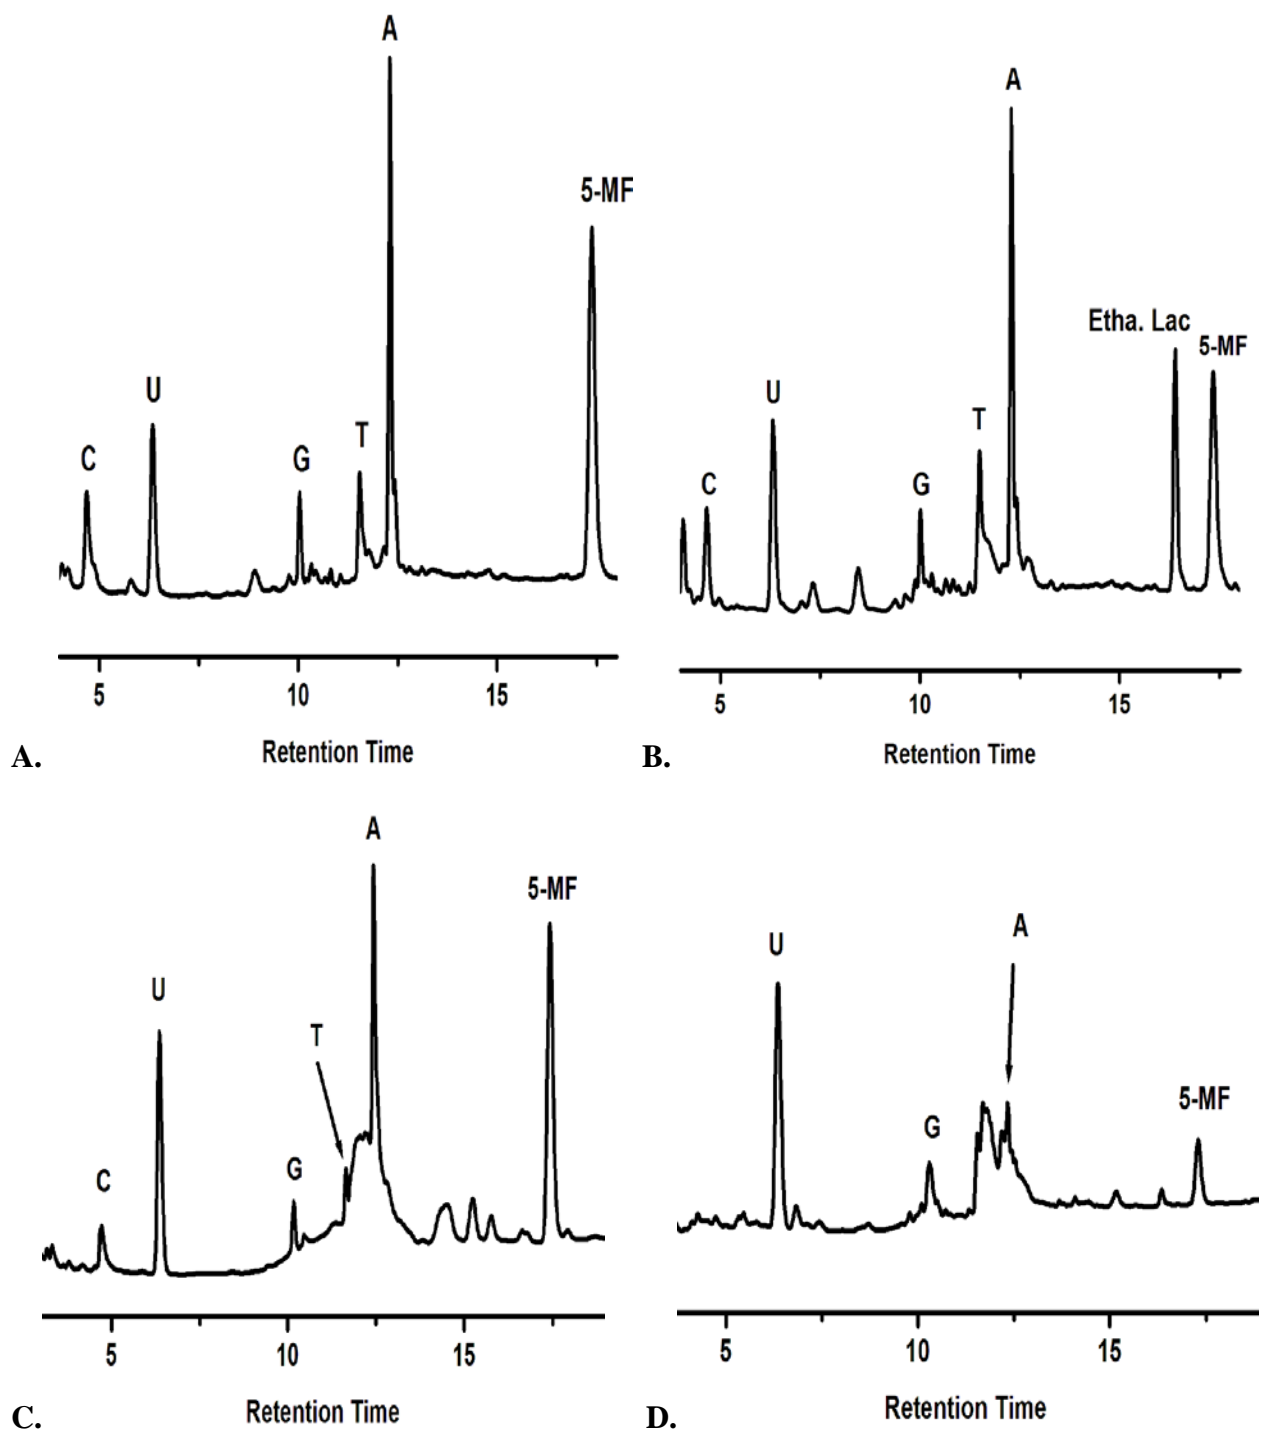 A
5-MF
U
C
G
T
5
10
15
Retention Time
A.
A
Etha. Lac
5-MF
U
T
C
G
5
10
15
Retention Time
B.
A
5-MF
U
T
C
G
5
10
15
Retention Time
C.
A
U
G
5-MF
5
10
15
Retention Time
D.